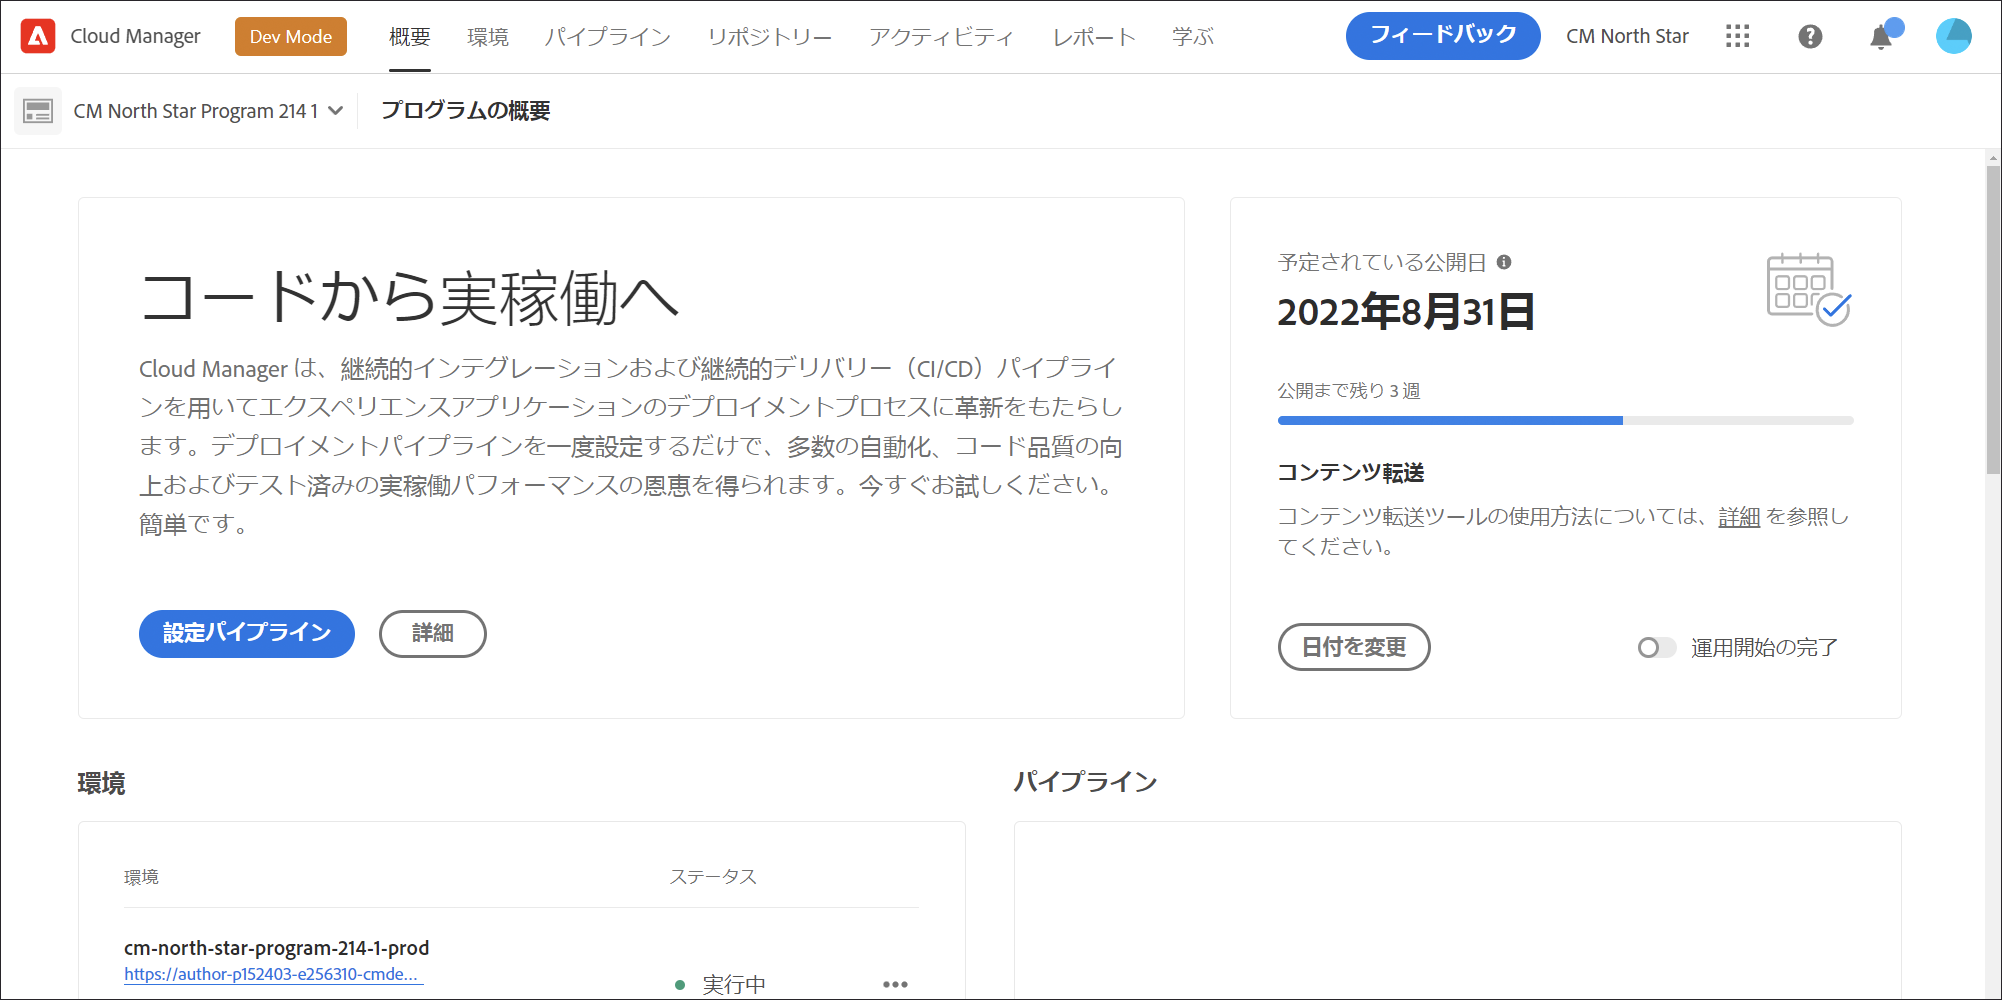 Cloud Manager Dev Mode 概要 環境 パイプライン リポジトリー アクティビティ レポート 学ぶ フィードバック CM North Star
CM North Star Program 214 1 プログラムの概要
コードから実稼働へ
Cloud Manager は、継続的インテグレーションおよび継続的デリバリー（CI/CD）パイプライ
ンを用いてエクスペリエンスアプリケーションのデプロイメントプロセスに革新をもたらし
ます。デプロイメントパイプラインを一度設定するだけで、多数の自動化、コード品質の向
上およびテスト済みの実稼働パフォーマンスの恩恵を得られます。今すぐお試しください。
簡単です。
設定パイプライン 詳細
予定されている公開日
2022年8月31日
公開まで残り 3 週
コンテンツ転送
コンテンツ転送ツールの使用方法については、詳細 を参照し
てください。
日付を変更 運用開始の完了
環境
環境 ステータス
cm-north-star-program-214-1-prod
https://author-p152403-e256310-cmde...
実行中
パイプライン